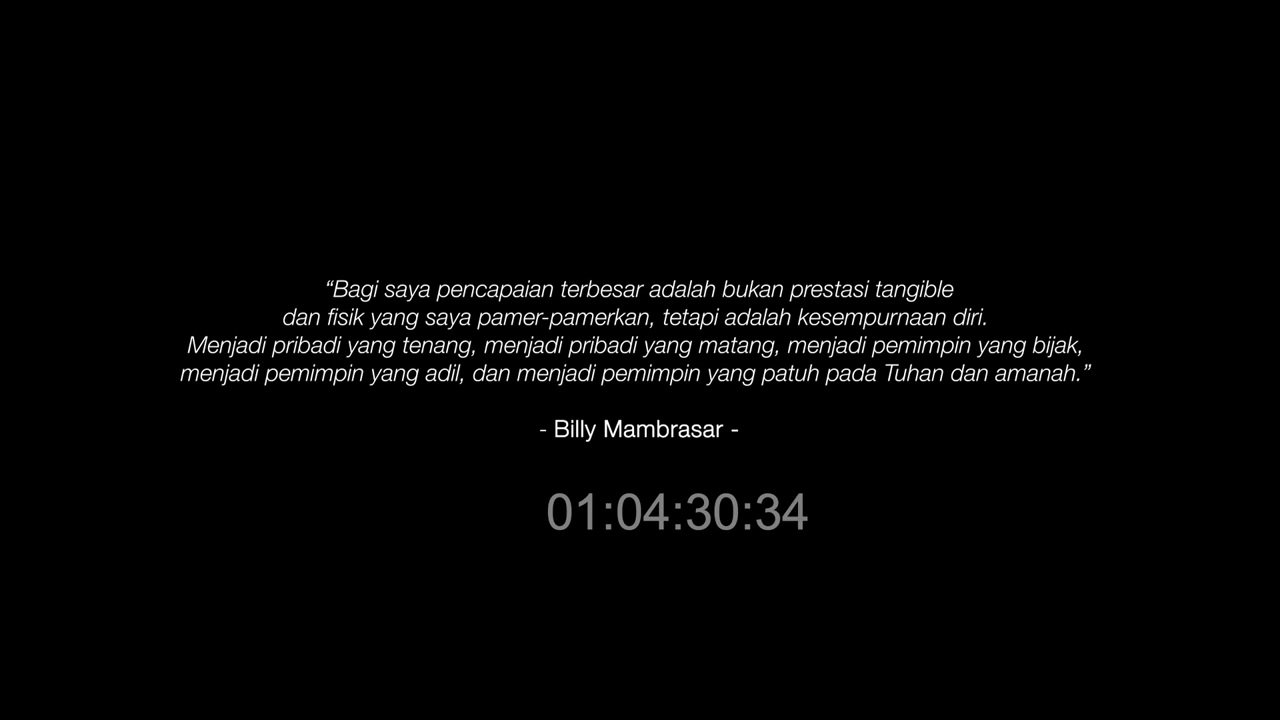 “Bagi saya pencapaian terbesar adalah bukan prestasi tangible
dan fisik yang saya pamer-pamerkan, tetapi adalah kesempurnaan diri.
Menjadi pribadi yang tenang, menjadi pribadi yang matang, menjadi pemimpin yang bijak,
menjadi pemimpin yang adil, dan menjadi pemimpin yang patuh pada Tuhan dan amanah.”
- Billy Mambrasar -
01:04:30:34